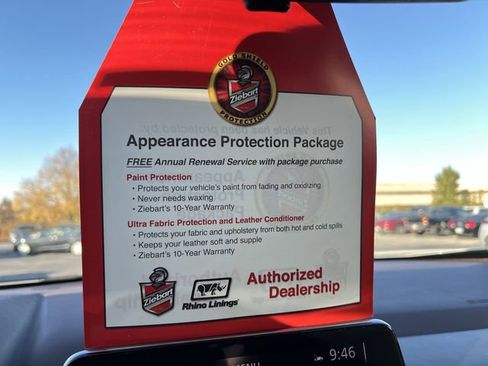 GOLD SHIELD
Ziebart
PROTECTION
Appearance Protection Package
FREE Annual Renewal Service with package purchase
Paint Protection
• Protects your vehicle's paint from fading and oxidizing
• Never needs waxing
• Ziebart's 10-Year Warranty
Ultra Fabric Protection and Leather Conditioner
• Protects your fabric and upholstery from both hot and cold spills
• Keeps your leather soft and supple
• Ziebart's 10-Year Warranty
Ziebart
Rhino Linings
Authorized
Dealership
MENU
9:46